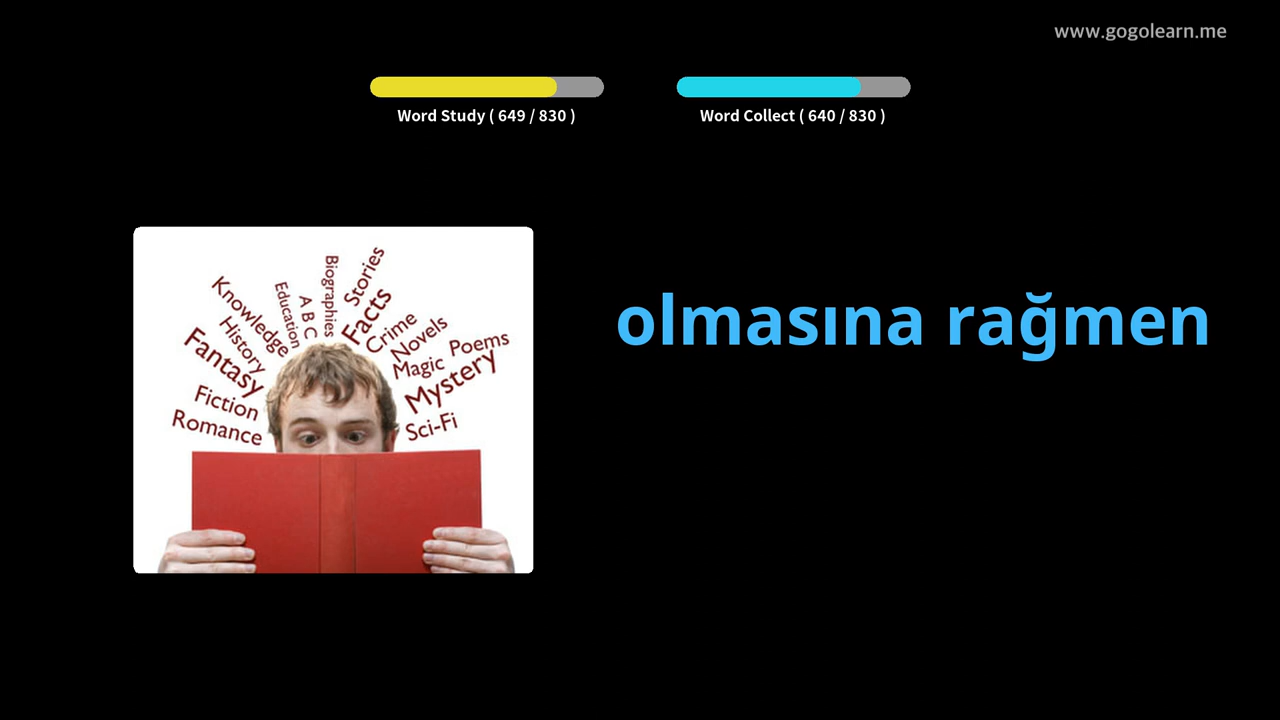 www.gogolearn.me
Word Study ( 649 / 830 )
Word Collect ( 640 / 830 )
olmasına rağmen
Knowledge
Education
A B C
Biographies
Stories
Facts
Crime
Novels
Poems
Magic
Mystery
Sci-Fi
History
Fantasy
Fiction
Romance